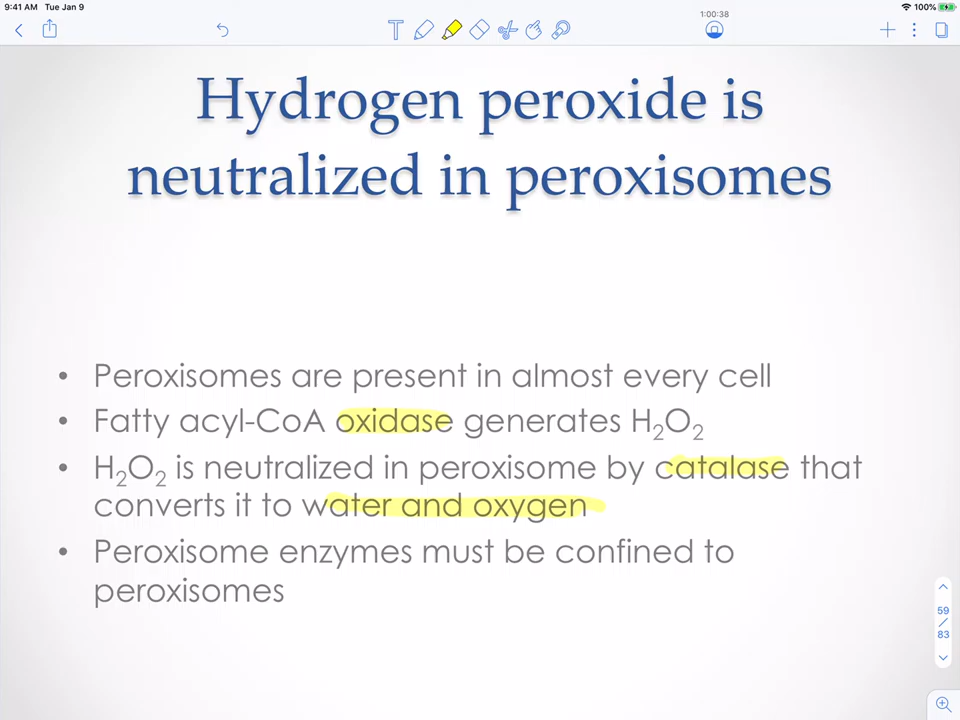 9:41 AM Tue Jan 9
100%
1:00:38
Hydrogen peroxide is
neutralized in peroxisomes
• Peroxisomes are present in almost every cell
• Fatty acyl-CoA oxidase generates H₂O₂
• H₂O₂ is neutralized in peroxisome by catalase that
converts it to water and oxygen
• Peroxisome enzymes must be confined to
peroxisomes
59
/
83